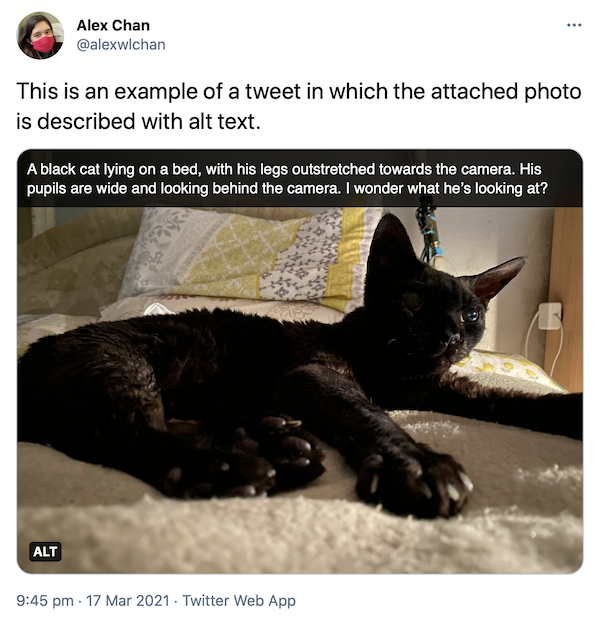 Alex Chan
@alexwlchan
This is an example of a tweet in which the attached photo
is described with alt text.
A black cat lying on a bed, with his legs outstretched towards the camera. His
pupils are wide and looking behind the camera. I wonder what he’s looking at?
ALT
9:45 pm · 17 Mar 2021 · Twitter Web App